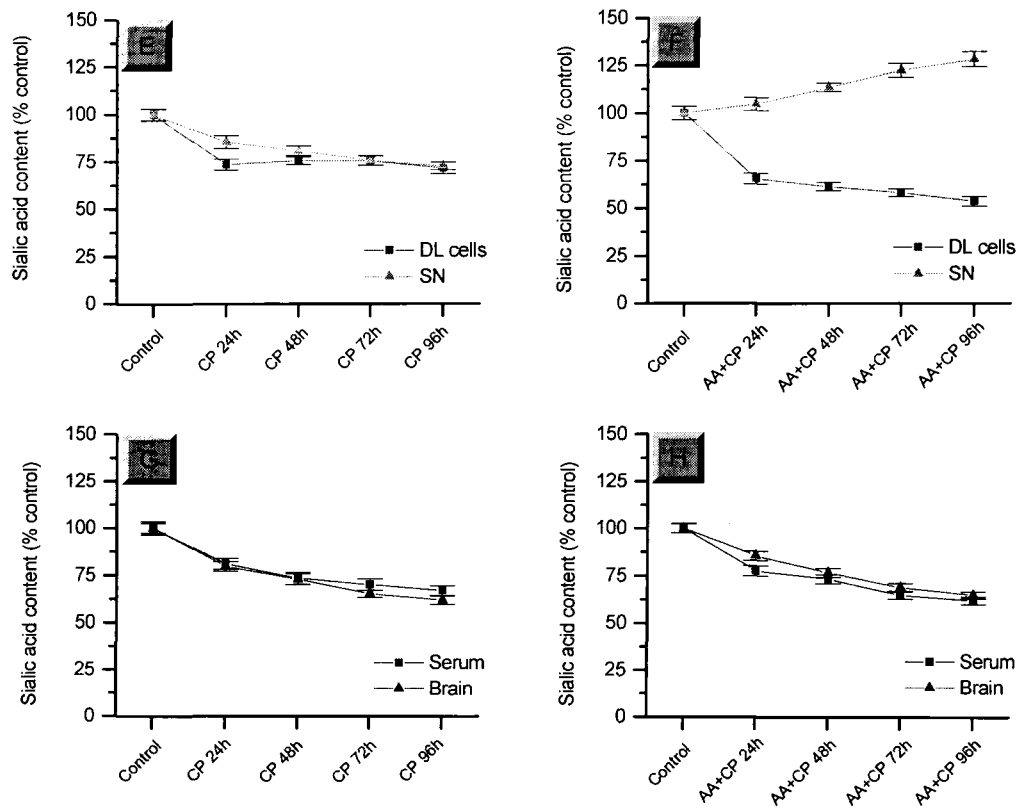 E
Sialic acid content (% control)
150
125
100
75
50
25
0
DL cells
SN
Control
CP 24h
CP 48h
CP 72h
CP 96h
F
Sialic acid content (% control)
150
125
100
75
50
25
0
DL cells
SN
Control
AA+CP 24h
AA+CP 48h
AA+CP 72h
AA+CP 96h
G
Sialic acid content (% control)
150
125
100
75
50
25
0
Serum
Brain
Control
CP 24h
CP 48h
CP 72h
CP 96h
H
Sialic acid content (% control)
150
125
100
75
50
25
0
Serum
Brain
Control
AA+CP 24h
AA+CP 48h
AA+CP 72h
AA+CP 96h